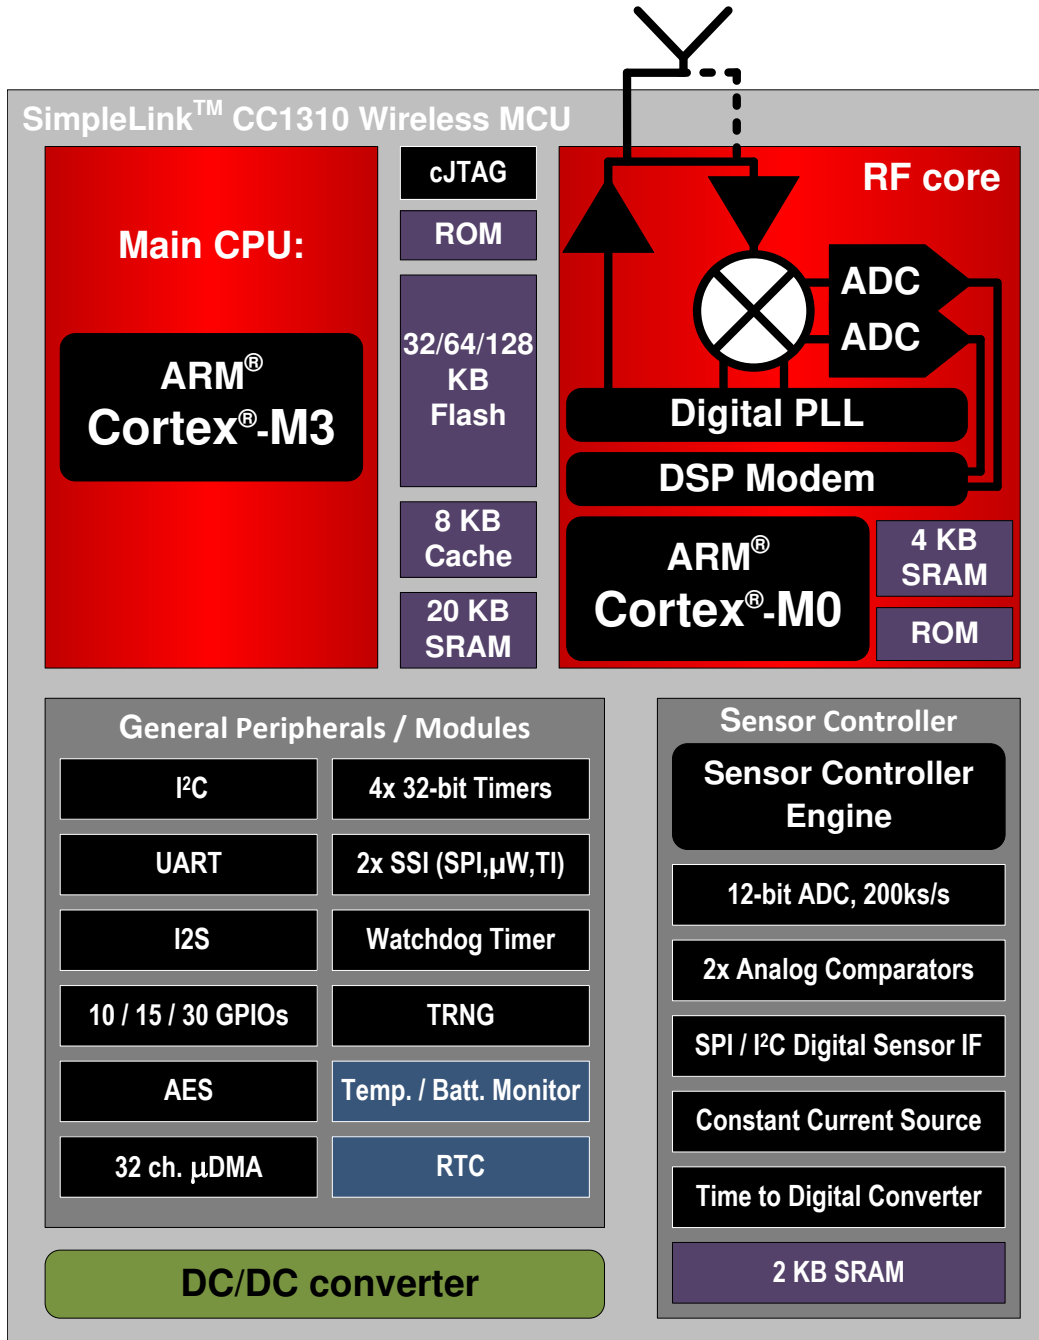 SimpleLink™ CC1310 Wireless MCU
Main CPU:
ARM®
Cortex®-M3
cJTAG
ROM
32/64/128
KB
Flash
8 KB
Cache
20 KB
SRAM
RF core
ADC
ADC
Digital PLL
DSP Modem
ARM®
Cortex®-M0
4 KB
SRAM
ROM
General Peripherals / Modules
I²C
4x 32-bit Timers
UART
2x SSI (SPI,µW,TI)
I2S
Watchdog Timer
10 / 15 / 30 GPIOs
TRNG
AES
Temp. / Batt. Monitor
32 ch. µDMA
RTC
Sensor Controller
Sensor Controller
Engine
12-bit ADC, 200ks/s
2x Analog Comparators
SPI / I²C Digital Sensor IF
Constant Current Source
Time to Digital Converter
2 KB SRAM
DC/DC converter